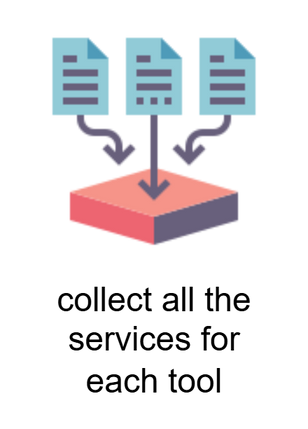 collect all the
services for
each tool